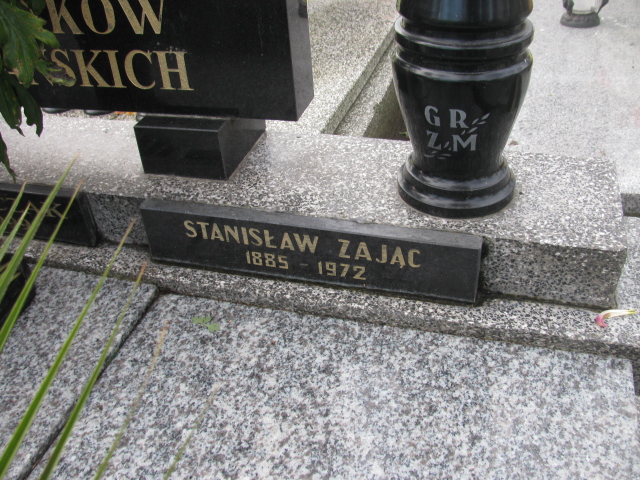 KÓW
SKICH
GR
ZM
STANISŁAW ZAJĄC
1885 - 1972